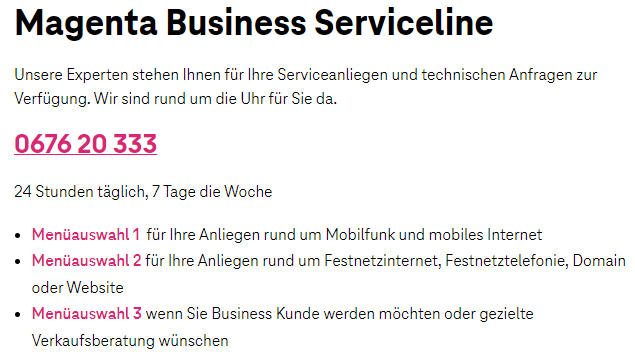 Magenta Business Serviceline
Unsere Experten stehen Ihnen für Ihre Serviceanliegen und technischen Anfragen zur
Verfügung. Wir sind rund um die Uhr für Sie da.
0676 20 333
24 Stunden täglich, 7 Tage die Woche
• Menüauswahl 1 für Ihre Anliegen rund um Mobilfunk und mobiles Internet
• Menüauswahl 2 für Ihre Anliegen rund um Festnetzinternet, Festnetztelefonie, Domain
oder Website
• Menüauswahl 3 wenn Sie Business Kunde werden möchten oder gezielte
Verkaufsberatung wünschen